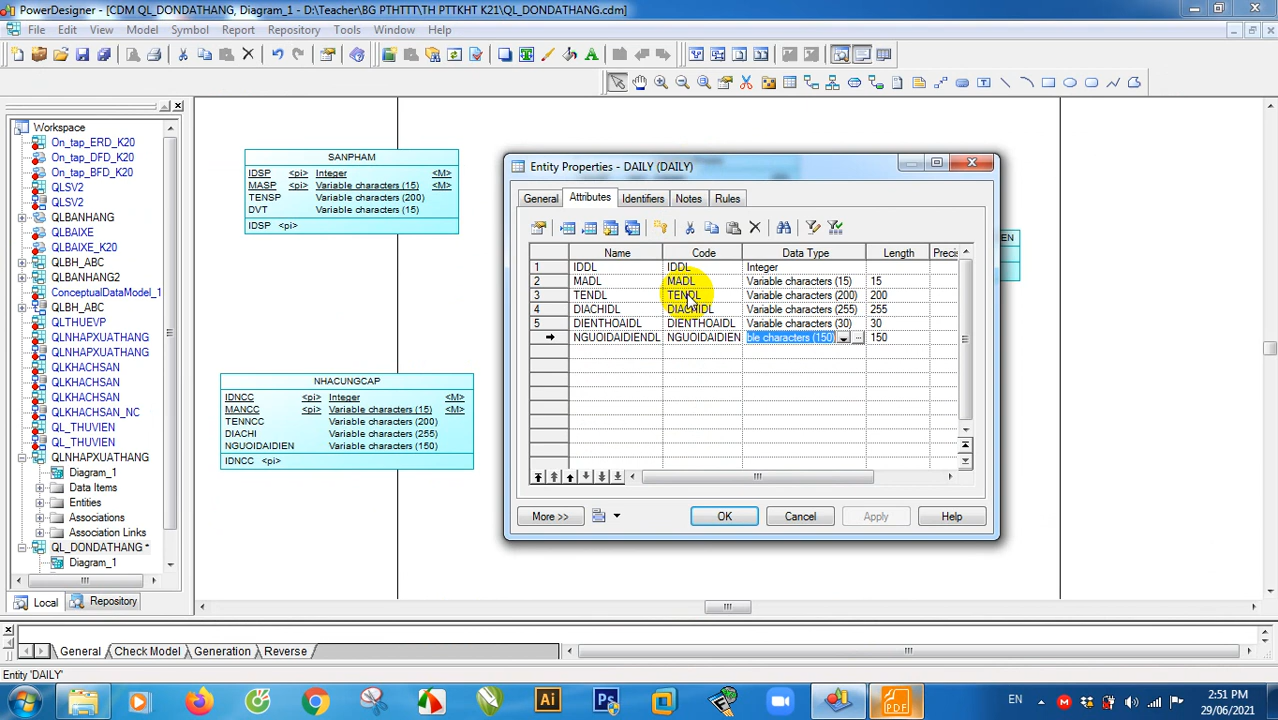 PowerDesigner - [CDM QL_DONDATHANG, Diagram_1 - D:\Teacher\BG PTHTTT\TH PTTKHT K21\QL_DONDATHANG.cdm]
File Edit View Model Symbol Report Repository Tools Window Help
Workspace
On_tap_ERD_K20
On_tap_DFD_K20
On_tap_BFD_K20
QLSV2
QLSV2
QLBANHANG
QLBAIXE
QLBAIXE_K20
QLBH_ABC
QLBANHANG2
ConceptualDataModel_1
QLBH_ABC
QLTHUEVP
QLNHAPXUATHANG
QLNHAPXUATHANG
QLKHACHSAN
QLKHACHSAN
QLKHACHSAN_NC
QL_THUVIEN
QL_THUVIEN
QLNHAPXUATHANG
Diagram_1
Data Items
Entities
Associations
Association Links
QL_DONDATHANG *
Diagram_1
Local Repository
SANPHAM
IDSP <pi> Integer <M>
MASP <pi> Variable characters (15) <M>
TENSP Variable characters (200)
DVT Variable characters (15)
IDSP <pi>
NHACUNGCAP
IDNCC <pi> Integer <M>
MANCC <pi> Variable characters (15) <M>
TENNCC Variable characters (200)
DIACHI Variable characters (255)
NGUOIDAIDIEN Variable characters (150)
IDNCC <pi>
EN
Entity Properties - DAILY (DAILY)
General Attributes Identifiers Notes Rules
Name Code Data Type Length Precis
1 IDDL IDDL Integer
2 MADL MADL Variable characters (15) 15
3 TENDL TENDL Variable characters (200) 200
4 DIACHIDL DIACHIDL Variable characters (255) 255
5 DIENTHOAIDL DIENTHOAIDL Variable characters (30) 30
NGUOIDAIDIENDL NGUOIDAIDIEN ble characters (150) 150
More >> OK Cancel Apply Help
General Check Model Generation Reverse
Entity 'DAILY'
Ai Ps PDF EN
2:51 PM
29/06/2021